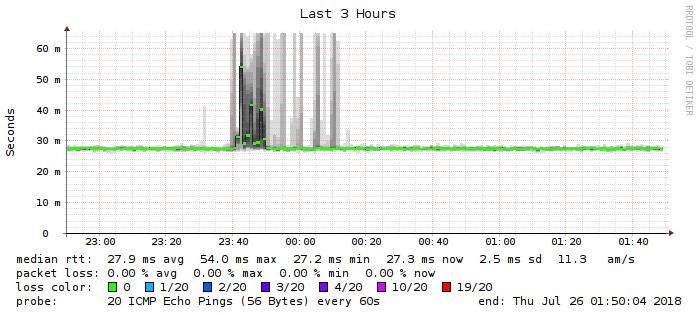 Last 3 Hours
RRDTOOL / TOBI OETIKER
Seconds
60 m
50 m
40 m
30 m
20 m
10 m
0
23:00 23:20 23:40 00:00 00:20 00:40 01:00 01:20 01:40
median rtt: 27.9 ms avg 54.0 ms max 27.2 ms min 27.3 ms now 2.5 ms sd 11.3 am/s
packet loss: 0.00 % avg 0.00 % max 0.00 % min 0.00 % now
loss color: 0 1/20 2/20 3/20 4/20 10/20 19/20
probe: 20 ICMP Echo Pings (56 Bytes) every 60s end: Thu Jul 26 01:50:04 2018